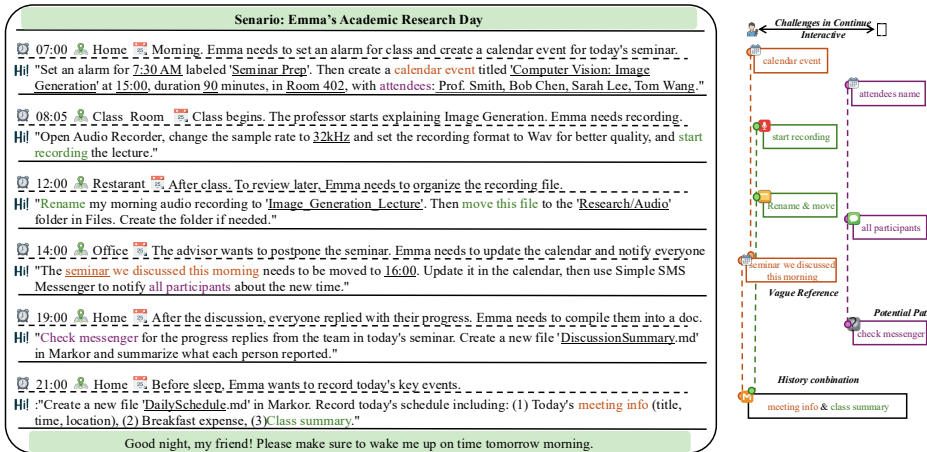 Senario: Emma's Academic Research Day
07:00 Home Morning. Emma needs to set an alarm for class and create a calendar event for today's seminar.
Hi! "Set an alarm for 7:30 AM labeled 'Seminar Prep'. Then create a calendar event titled 'Computer Vision: Image
Generation' at 15:00, duration 90 minutes, in Room 402, with attendees: Prof. Smith, Bob Chen, Sarah Lee, Tom Wang."
08:05 Class Room Class begins. The professor starts explaining Image Generation. Emma needs recording.
Hi! "Open Audio Recorder, change the sample rate to 32kHz and set the recording format to Wav for better quality, and start
recording the lecture."
12:00 Restarant After class. To review later, Emma needs to organize the recording file.
Hi! "Rename my morning audio recording to 'Image_Generation_Lecture'. Then move this file to the 'Research/Audio'
folder in Files. Create the folder if needed."
14:00 Office The advisor wants to postpone the seminar. Emma needs to update the calendar and notify everyone
Hi! "The seminar we discussed this morning needs to be moved to 16:00. Update it in the calendar, then use Simple SMS
Messenger to notify all participants about the new time."
19:00 Home After the discussion, everyone replied with their progress. Emma needs to compile them into a doc.
Hi! "Check messenger for the progress replies from the team in today's seminar. Create a new file 'DiscussionSummary.md'
in Markor and summarize what each person reported."
21:00 Home Before sleep, Emma wants to record today's key events.
Hi! :"Create a new file 'DailySchedule.md' in Markor. Record today's schedule including: (1) Today's meeting info (title,
time, location), (2) Breakfast expense, (3)Class summary."
Good night, my friend! Please make sure to wake me up on time tomorrow morning.
Challenges in Continue
Interactive
calendar event
attendees name
start recording
Rename & move
all participants
seminar we discussed
this morning
Vague Reference
Potential Pat
check messenger
History conbination
meeting info & class summary